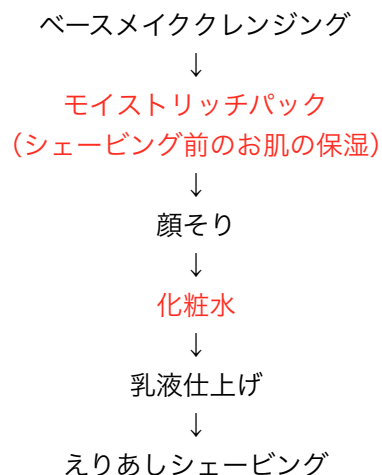 ベースメイククレンジング
↓
モイストリッチパック
（シェービング前のお肌の保湿）
↓
顔そり
↓
化粧水
↓
乳液仕上げ
↓
えりあしシェービング